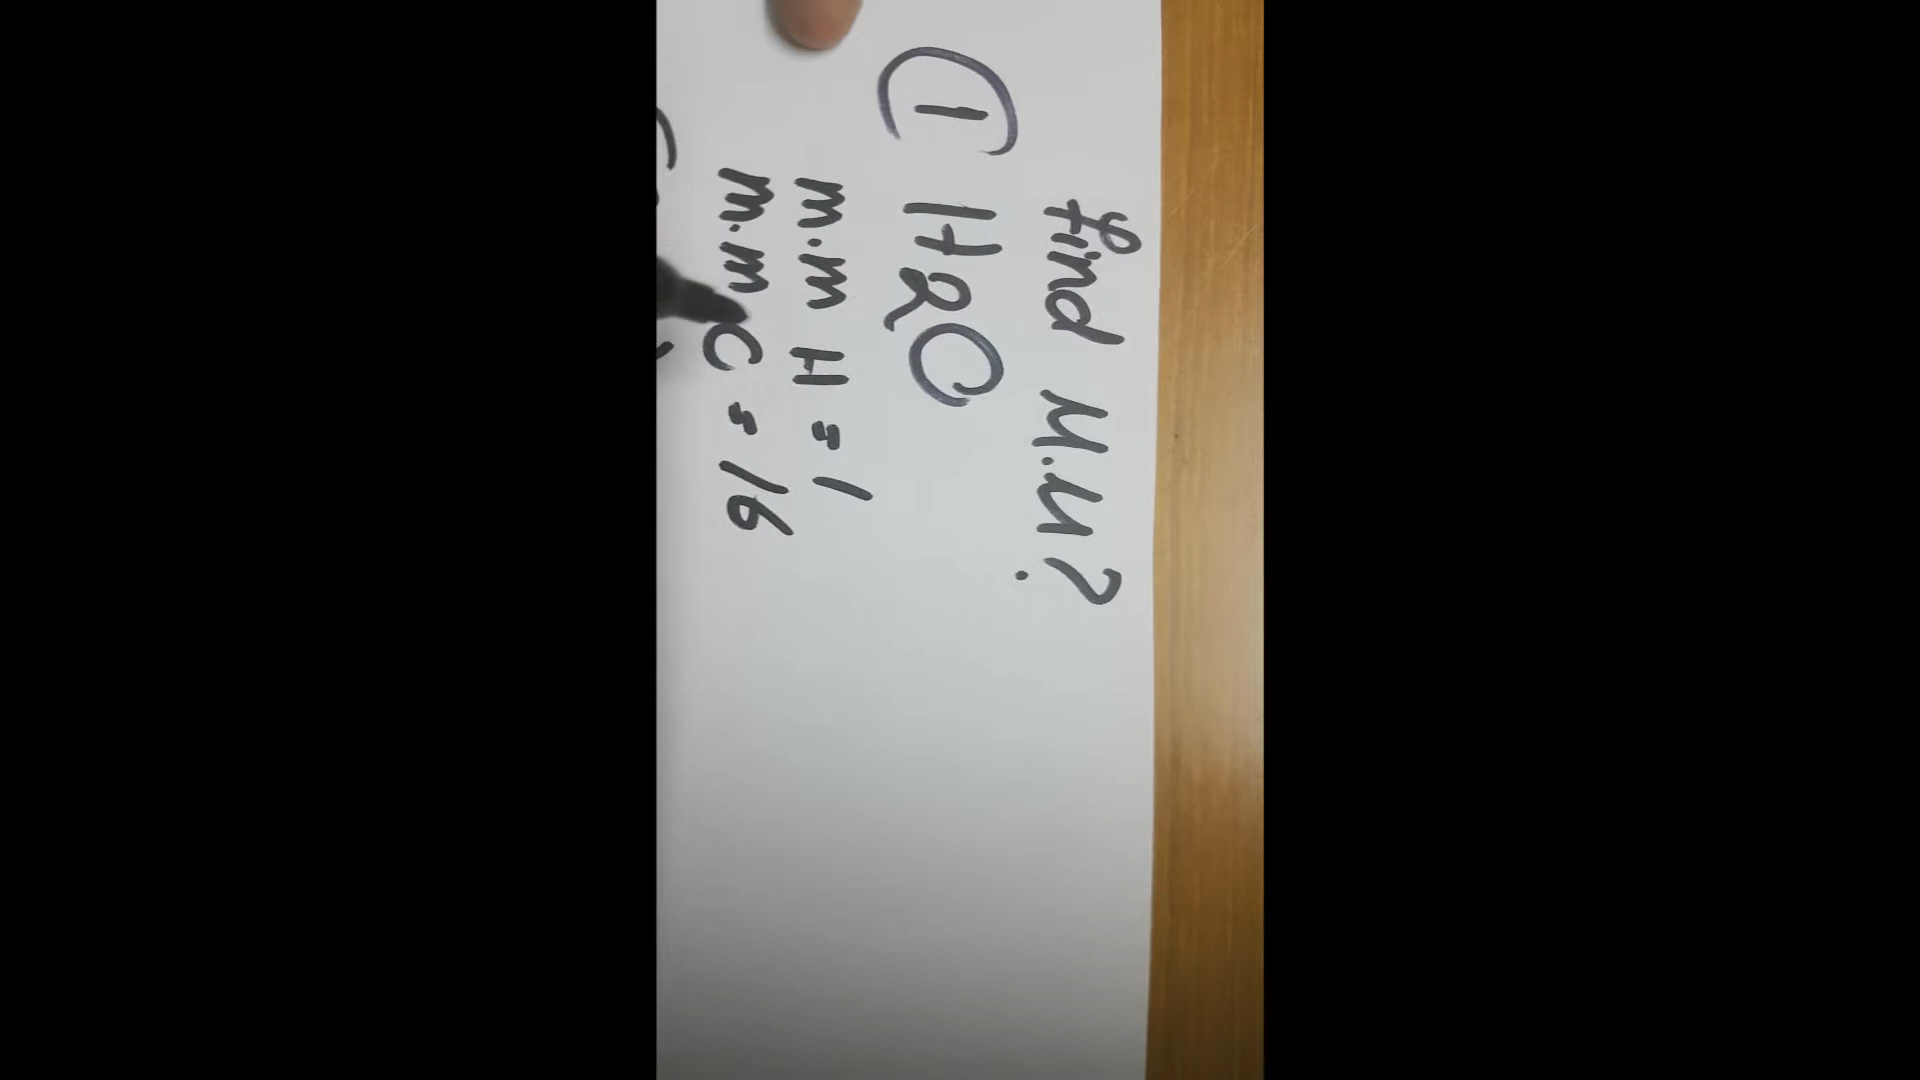 find M.M?
① H2O
m.m H = 1
m.m O = 16